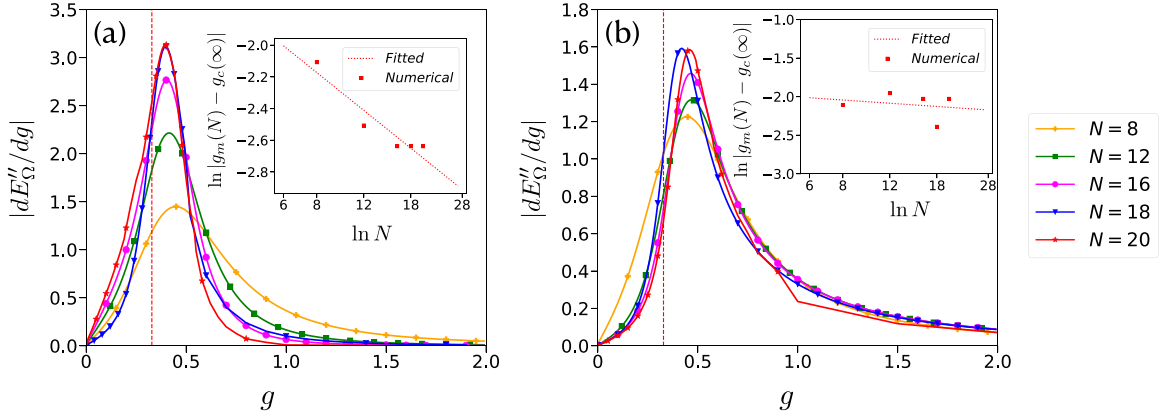 (a)
|dE''_Ω/dg|
3.5
3.0
2.5
2.0
1.5
1.0
0.5
0.0
0 0.5 1.0 1.5 2.0
g
ln |g_m(N) − g_c(∞)|
−2.0
−2.2
−2.4
−2.6
−2.8
6 8 12 18 28
ln N
Fitted
Numerical
(b)
|dE''_Ω/dg|
1.8
1.6
1.4
1.2
1.0
0.8
0.6
0.4
0.2
0.0
0 0.5 1.0 1.5 2.0
g
ln |g_m(N) − g_c(∞)|
−1.0
−1.5
−2.0
−2.5
−3.0
6 8 12 18 28
ln N
Fitted
Numerical
N = 8
N = 12
N = 16
N = 18
N = 20